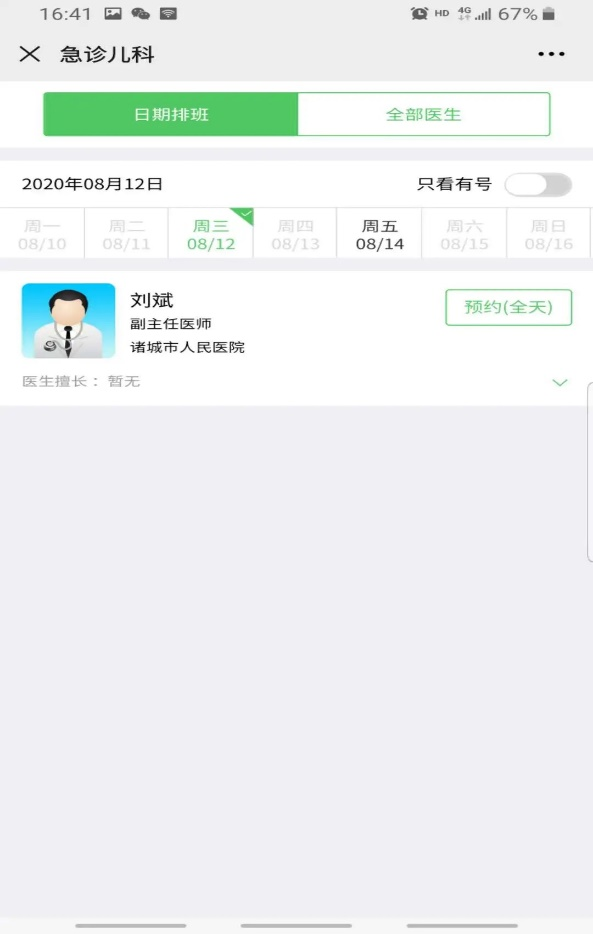 16:41 HD 4G 67%
急诊儿科
日期排班 全部医生
2020年08月12日 只看有号
周一 周二 周三 周四 周五 周六 周日
08/10 08/11 08/12 08/13 08/14 08/15 08/16
刘斌
副主任医师
预约(全天)
诸城市人民医院
医生擅长：暂无